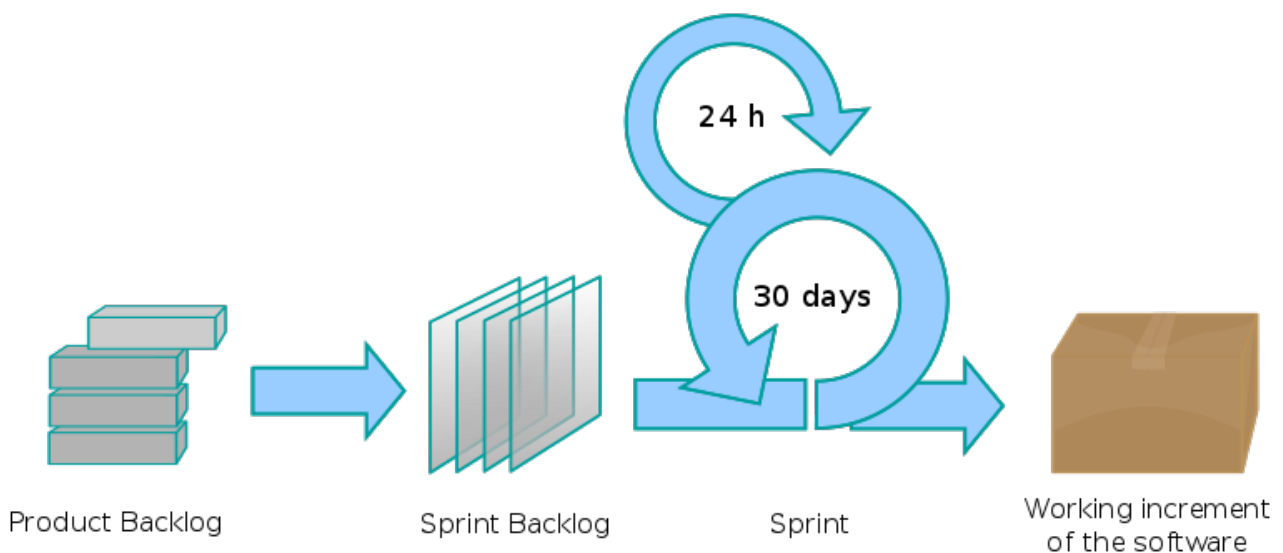 24 h
30 days
Product Backlog
Sprint Backlog
Sprint
Working increment
of the software